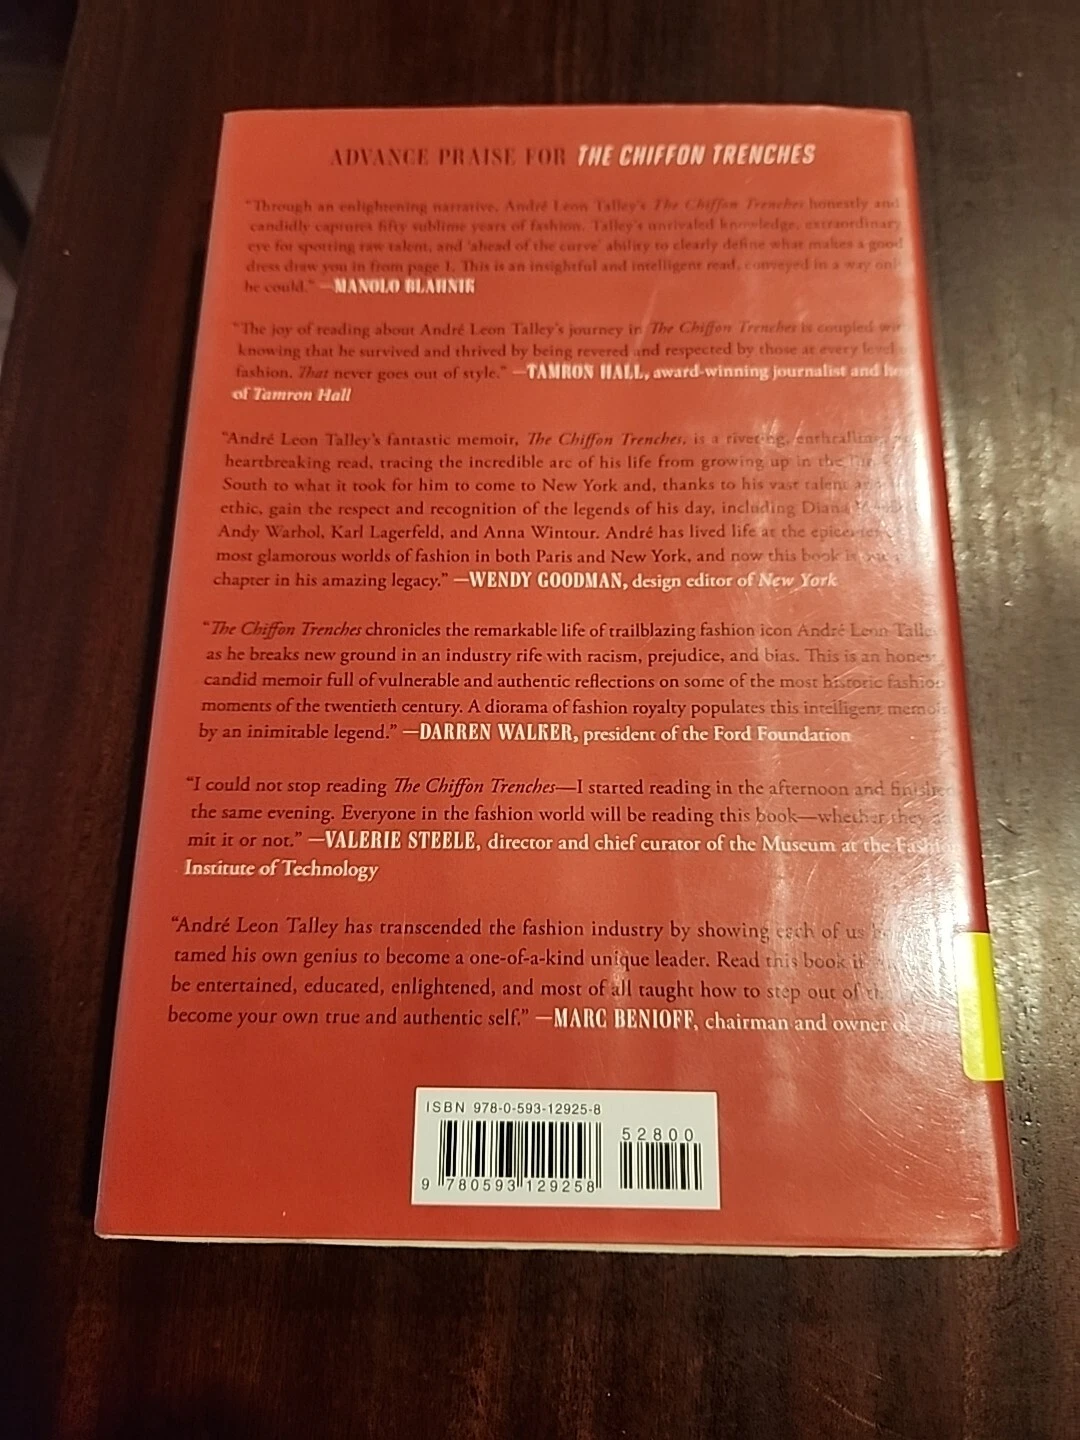 ADVANCE PRAISE FOR THE CHIFFON TRENCHES
"Through an enlightening narrative, André Leon Talley's The Chiffon Trenches honestly and
candidly captures fifty sublime years of fashion. Talley's unrivaled knowledge, extraordinary
eye for spotting raw talent, and 'ahead of the curve' ability to clearly define what makes a good
dress draw you in from page 1. This is an insightful and intelligent read, conveyed in a way only
he could." —MANOLO BLAHNIK
"The joy of reading about André Leon Talley's journey in The Chiffon Trenches is coupled
knowing that he survived and thrived by being revered and respected by those at every level
fashion. That never goes out of style." —TAMRON HALL, award-winning journalist and
of Tamron Hall
"André Leon Talley's fantastic memoir, The Chiffon Trenches, is a riveting, enthralling,
heartbreaking read, tracing the incredible arc of his life from growing up in the
South to what it took for him to come to New York and, thanks to his vast talent and
ethic, gain the respect and recognition of the legends of his day, including Diana
Andy Warhol, Karl Lagerfeld, and Anna Wintour. André has lived life at the
most glamorous worlds of fashion in both Paris and New York, and now this book is
chapter in his amazing legacy." —WENDY GOODMAN, design editor of New York
"The Chiffon Trenches chronicles the remarkable life of trailblazing fashion icon André Leon Talley
as he breaks new ground in an industry rife with racism, prejudice, and bias. This is an honest,
candid memoir full of vulnerable and authentic reflections on some of the most historic fashion
moments of the twentieth century. A diorama of fashion royalty populates this intelligent memoir
by an inimitable legend." —DARREN WALKER, president of the Ford Foundation
"I could not stop reading The Chiffon Trenches—I started reading in the afternoon and finished
the same evening. Everyone in the fashion world will be reading this book—whether they
mit it or not." —VALERIE STEELE, director and chief curator of the Museum at the Fashion
Institute of Technology
"André Leon Talley has transcended the fashion industry by showing each of us
tamed his own genius to become a one-of-a-kind unique leader. Read this book
be entertained, educated, enlightened, and most of all taught how to step out of
become your own true and authentic self." —MARC BENIOFF, chairman and owner
ISBN 978-0-593-12925-8
52800
9 780593 129258